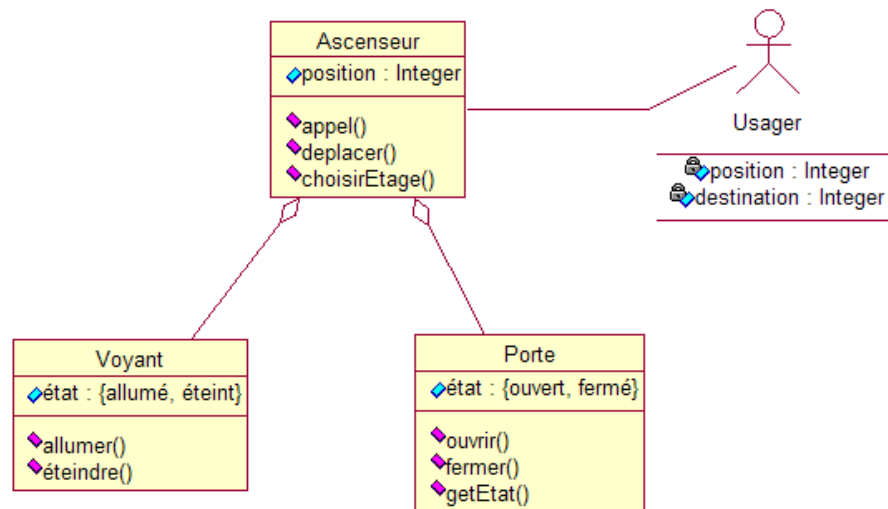 Ascenseur
position : Integer
appel()
deplacer()
choisirEtage()
Usager
position : Integer
destination : Integer
Voyant
état : {allumé, éteint}
allumer()
éteindre()
Porte
état : {ouvert, fermé}
ouvrir()
fermer()
getEtat()